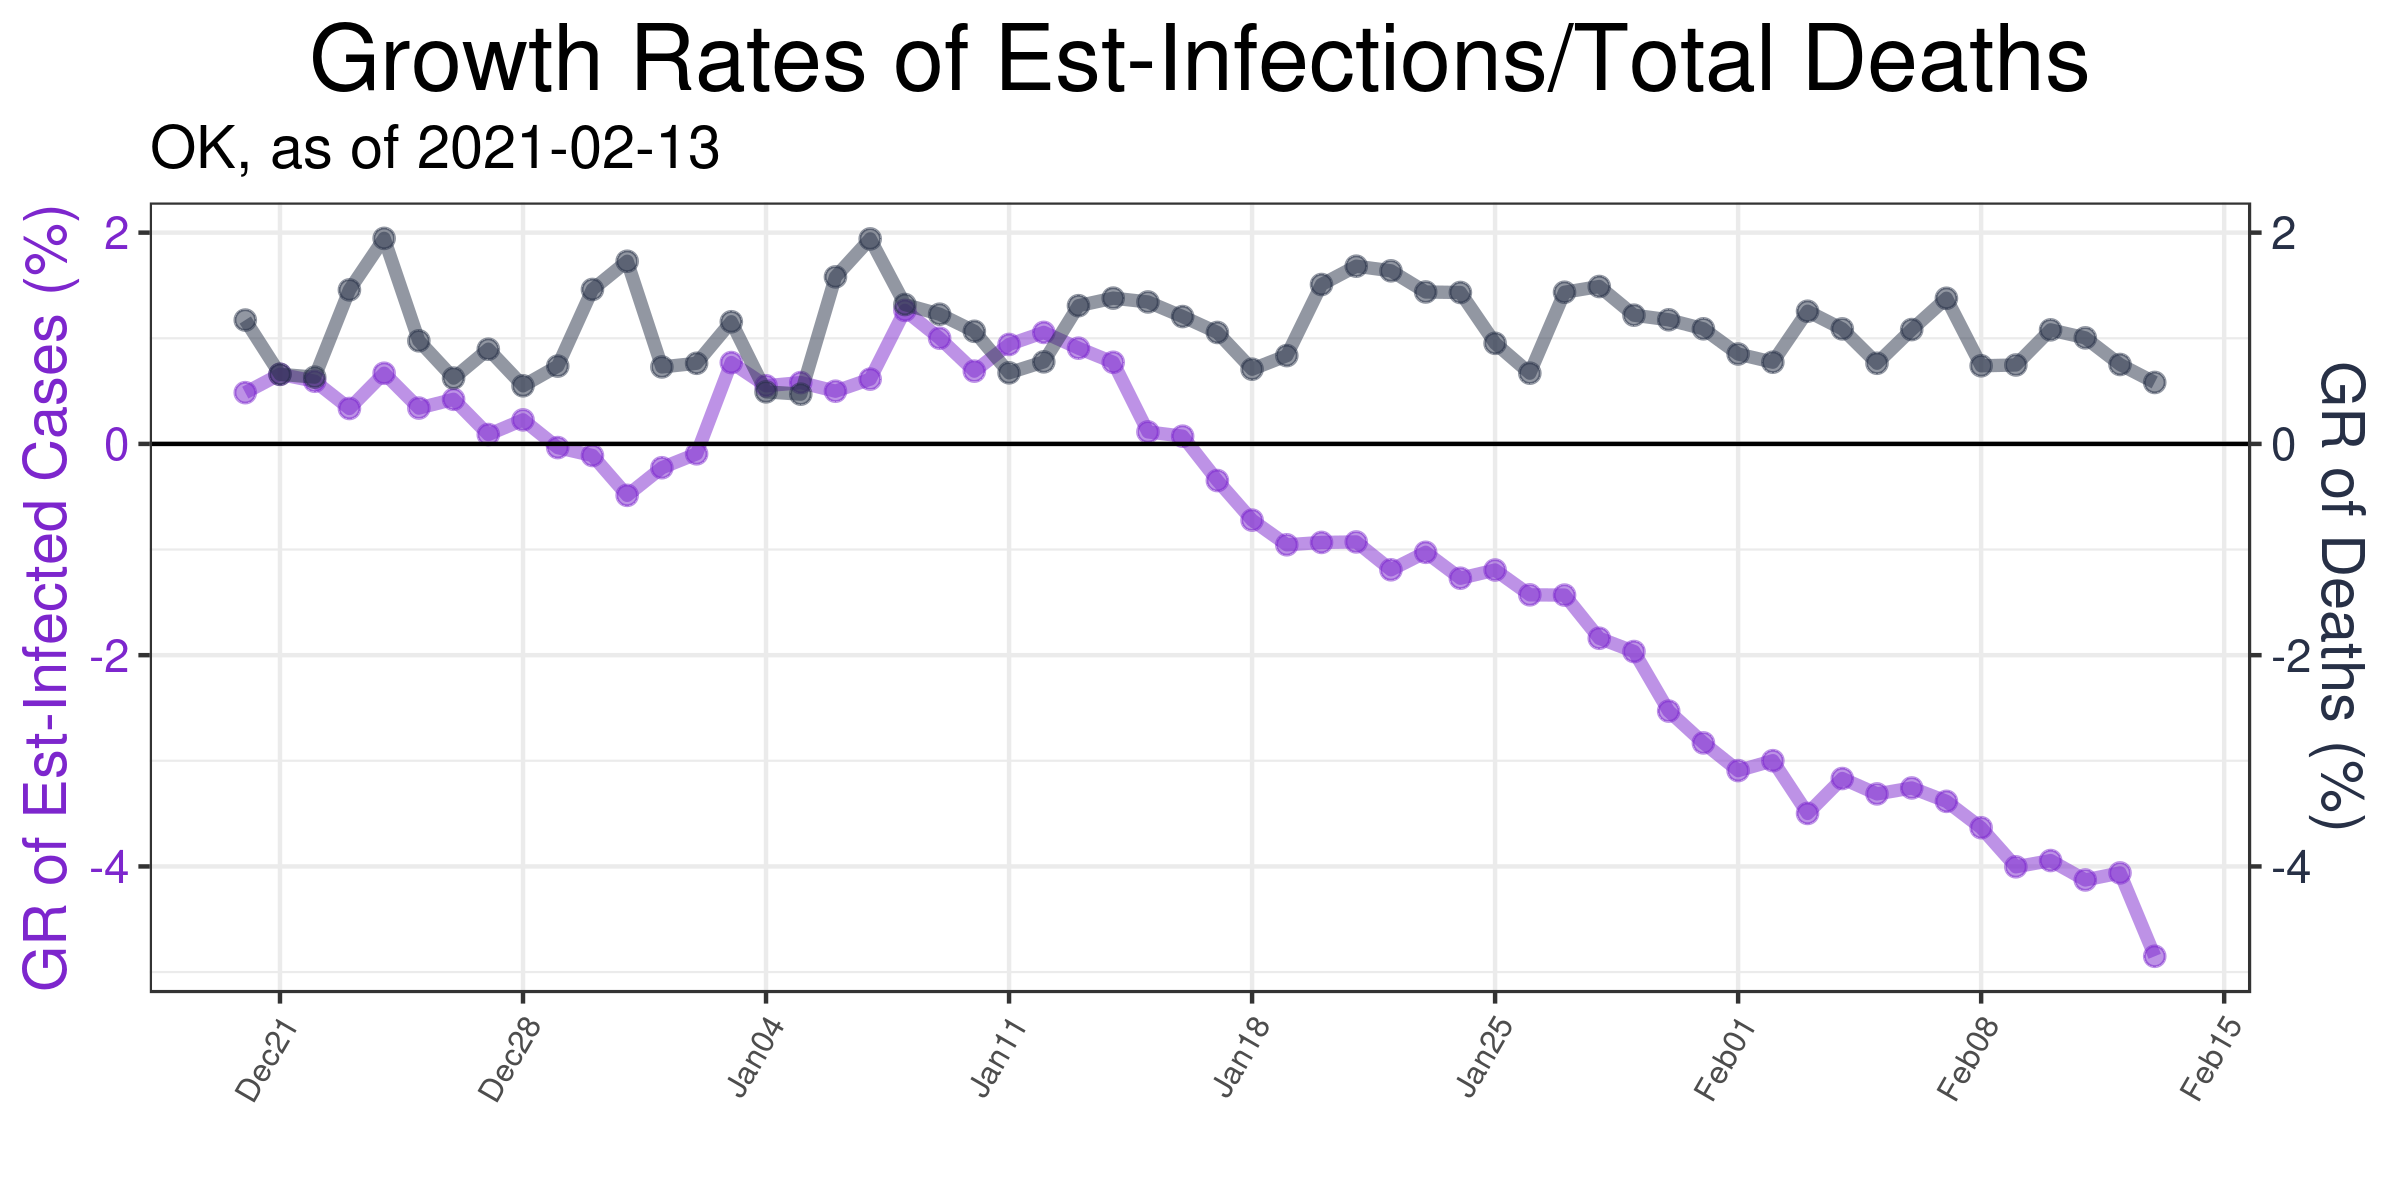 Growth Rates of Est-Infections/Total Deaths
OK, as of 2021-02-13
GR of Est-Infected Cases (%)
2
0
-2
-4
2
0
-2
-4
GR of Deaths (%)
Dec21
Dec28
Jan04
Jan11
Jan18
Jan25
Feb01
Feb08
Feb15